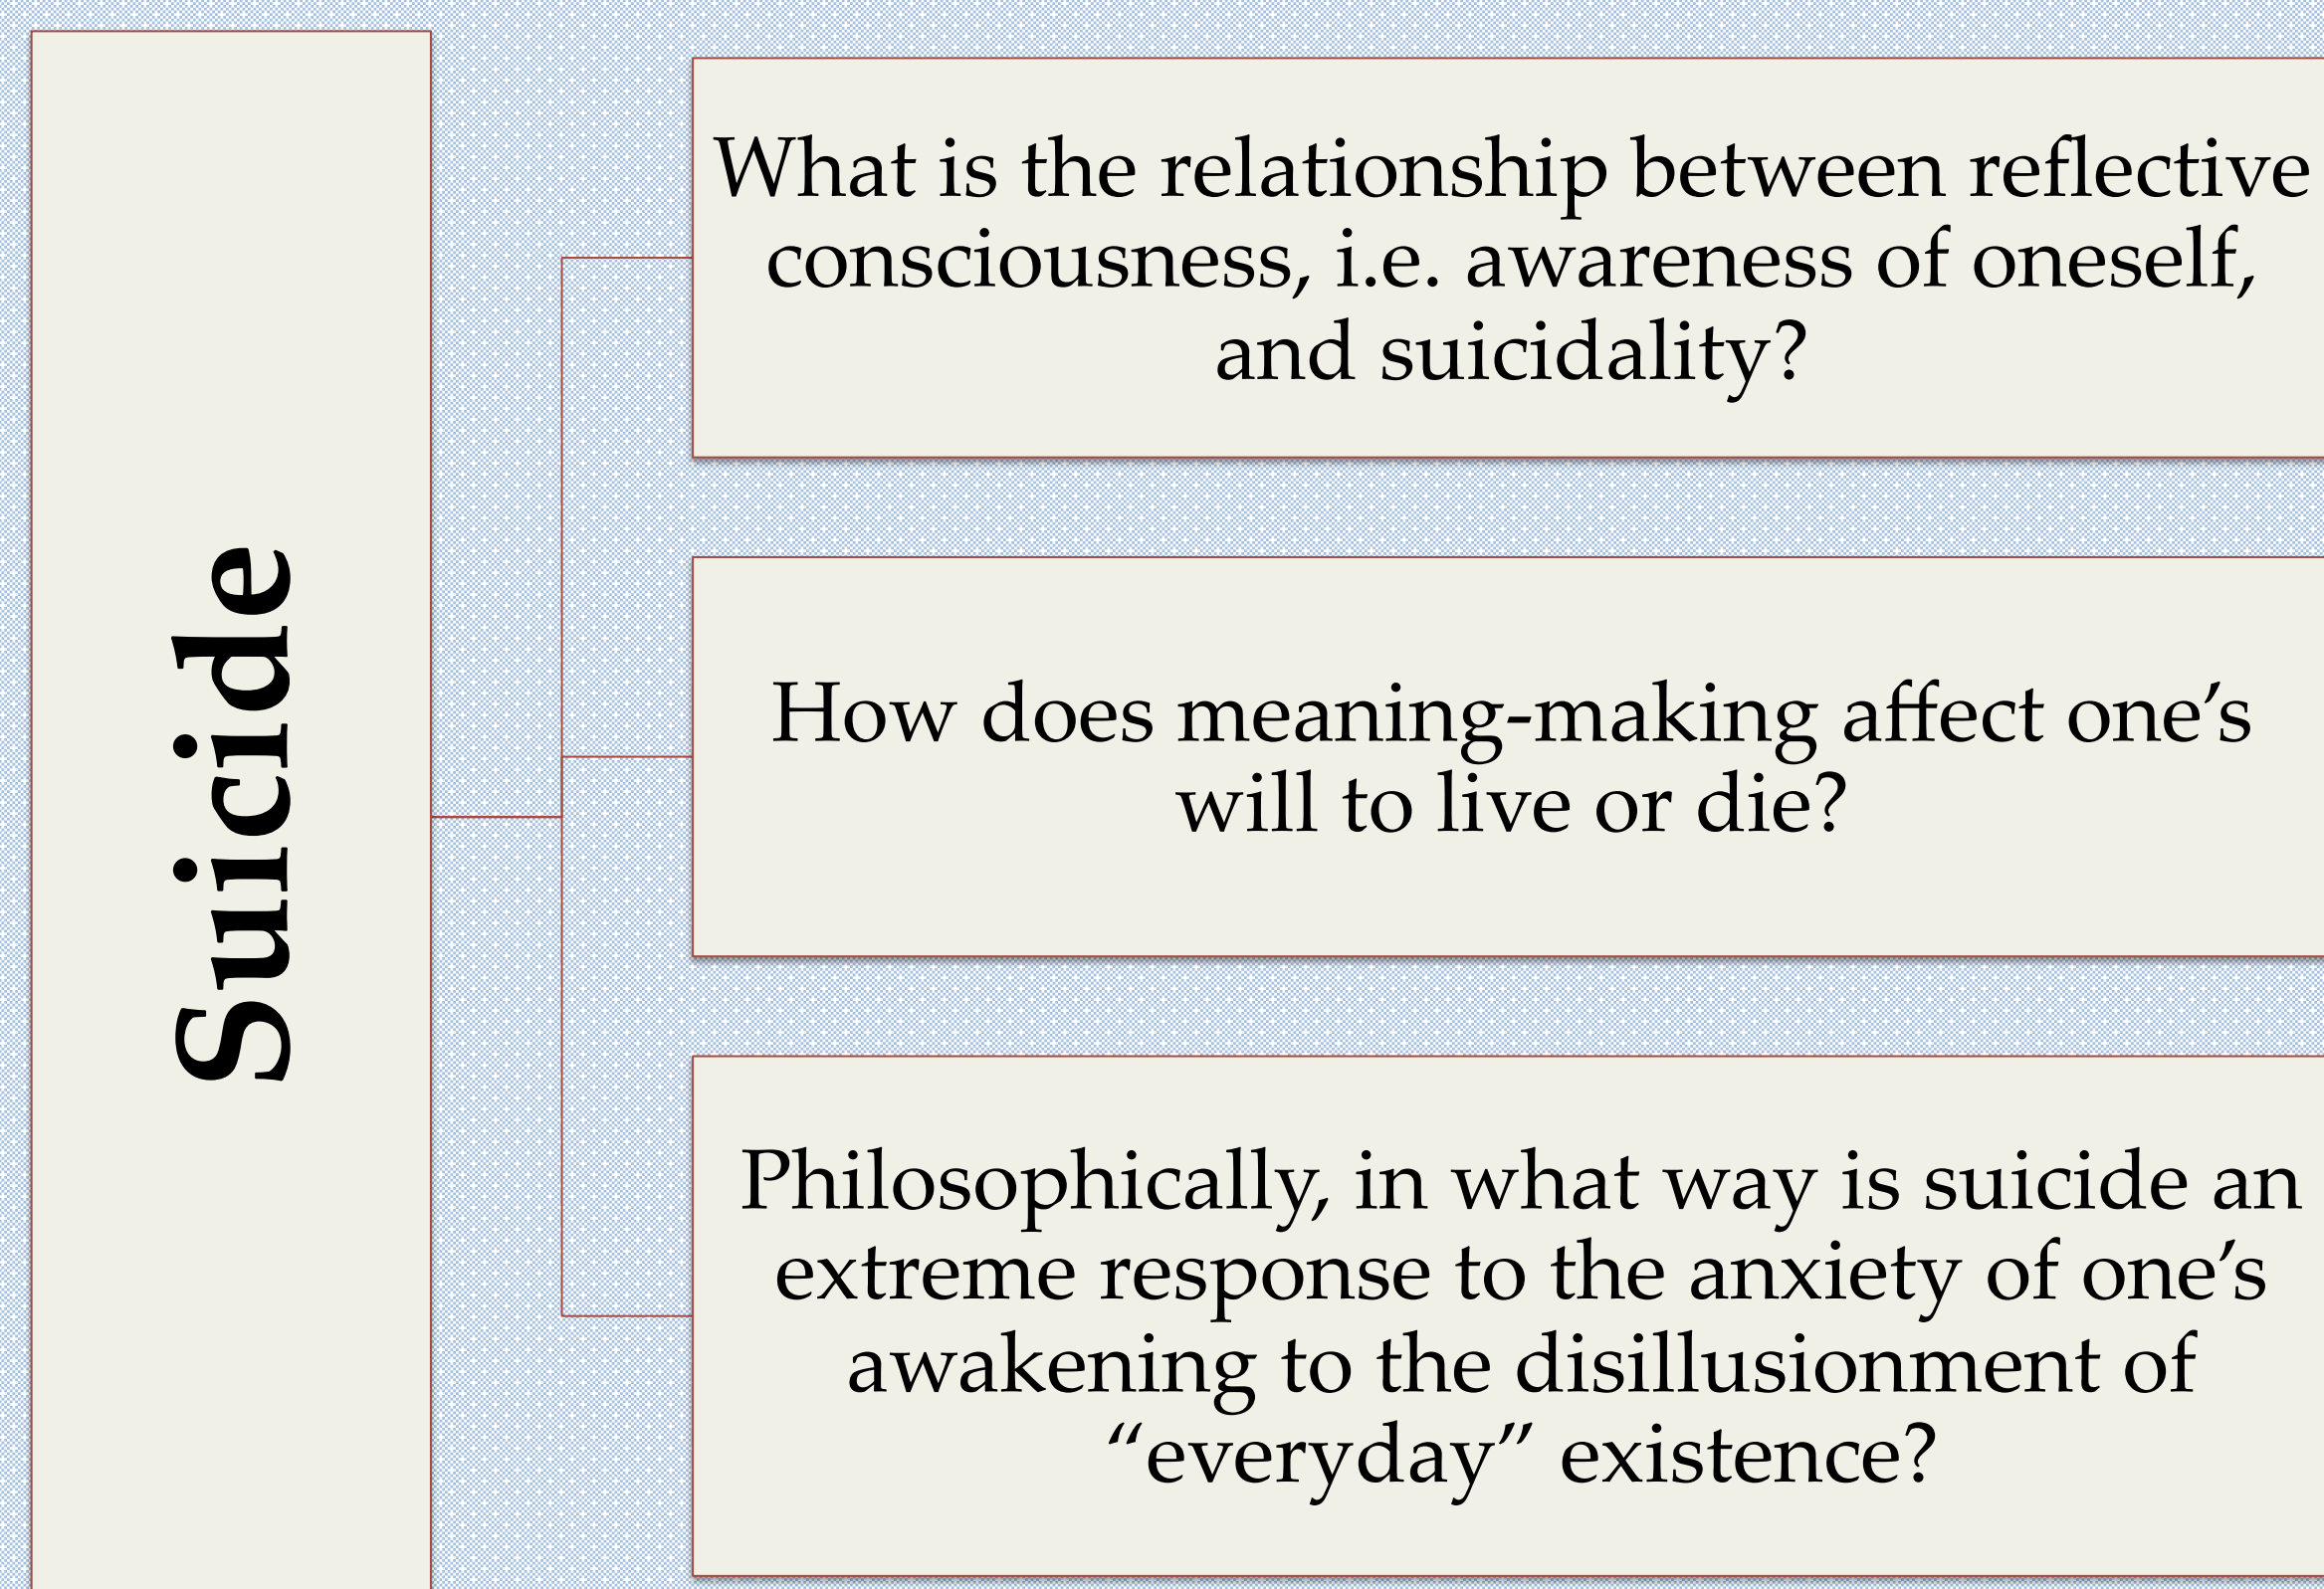 Suicide
What is the relationship between reflective
consciousness, i.e. awareness of oneself,
and suicidality?
How does meaning-making affect one’s
will to live or die?
Philosophically, in what way is suicide an
extreme response to the anxiety of one’s
awakening to the disillusionment of
“everyday” existence?